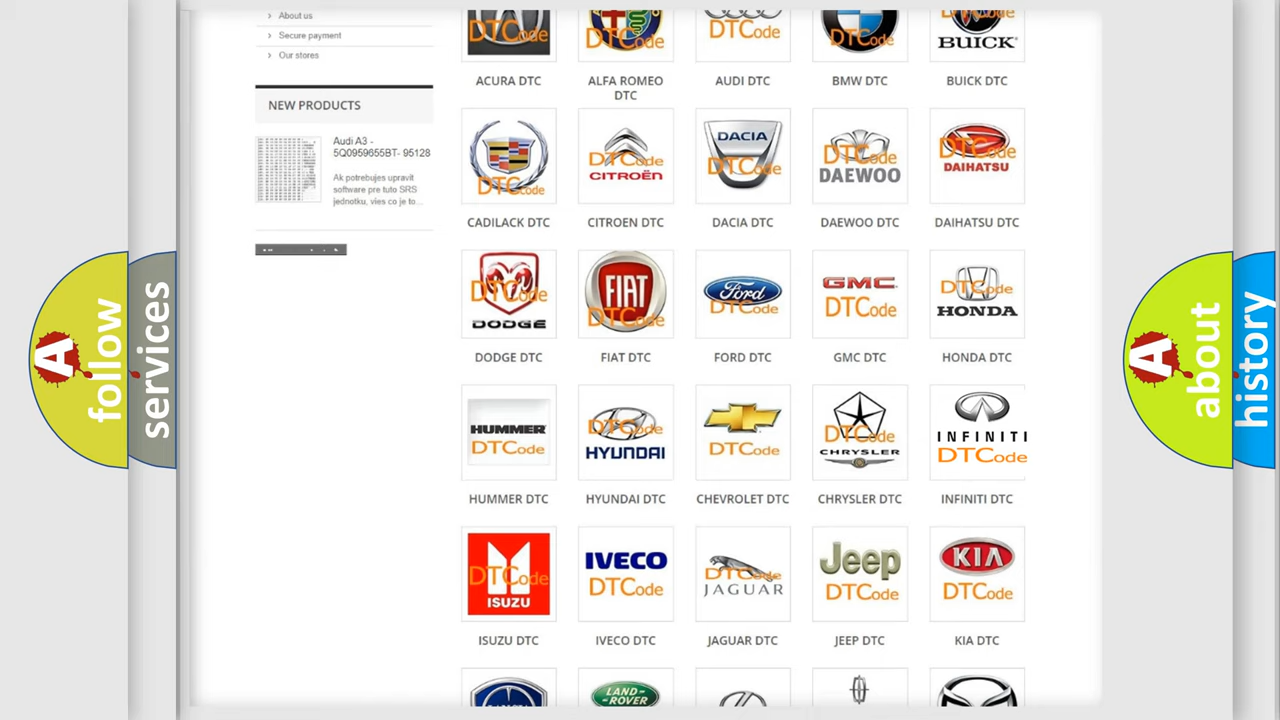 About us
Secure payment
Our stores
NEW PRODUCTS
Audi A3 -
5Q0959655BT- 95128
Ak potrebujes upravit
software pre tuto SRS
jednotku, vies co je to...
DTCode
DTCode
DTCode
DTCode
BUICK
ACURA DTC
ALFA ROMEO
DTC
AUDI DTC
BMW DTC
BUICK DTC
DTCode
DTCode
CITROËN
DACIA
DTCode
DTCode
DAEWOO
DTCode
DAIHATSU
CADILACK DTC
CITROEN DTC
DACIA DTC
DAEWOO DTC
DAIHATSU DTC
DTCode
DODGE
FIAT
DTCode
Ford
DTCode
GMC
DTCode
DTCode
HONDA
DODGE DTC
FIAT DTC
FORD DTC
GMC DTC
HONDA DTC
HUMMER
DTCode
DTCode
HYUNDAI
DTCode
DTCode
CHRYSLER
INFINITI
DTCode
HUMMER DTC
HYUNDAI DTC
CHEVROLET DTC
CHRYSLER DTC
INFINITI DTC
DTCode
ISUZU
IVECO
DTCode
DTCode
JAGUAR
Jeep
DTCode
KIA
DTCode
ISUZU DTC
IVECO DTC
JAGUAR DTC
JEEP DTC
KIA DTC
LAND-
ROVER
A
follow
services
A
about
history